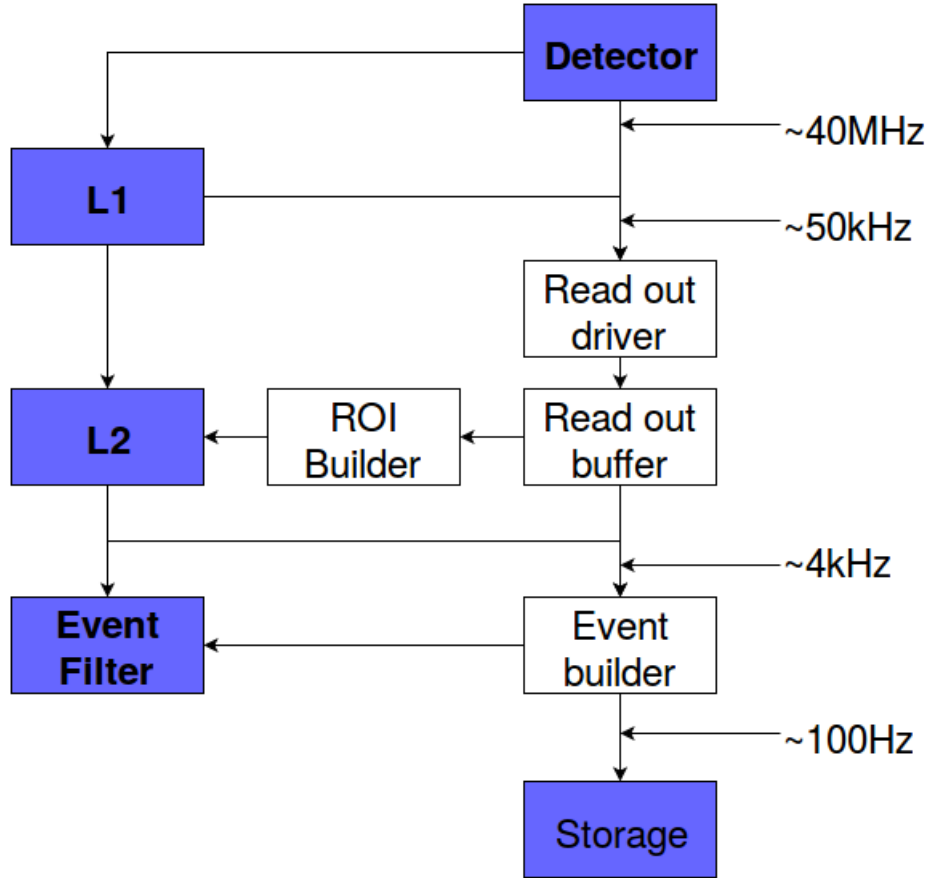 Detector
~40MHz
L1
~50kHz
Read out
driver
L2
ROI
Builder
Read out
buffer
~4kHz
Event
Filter
Event
builder
~100Hz
Storage